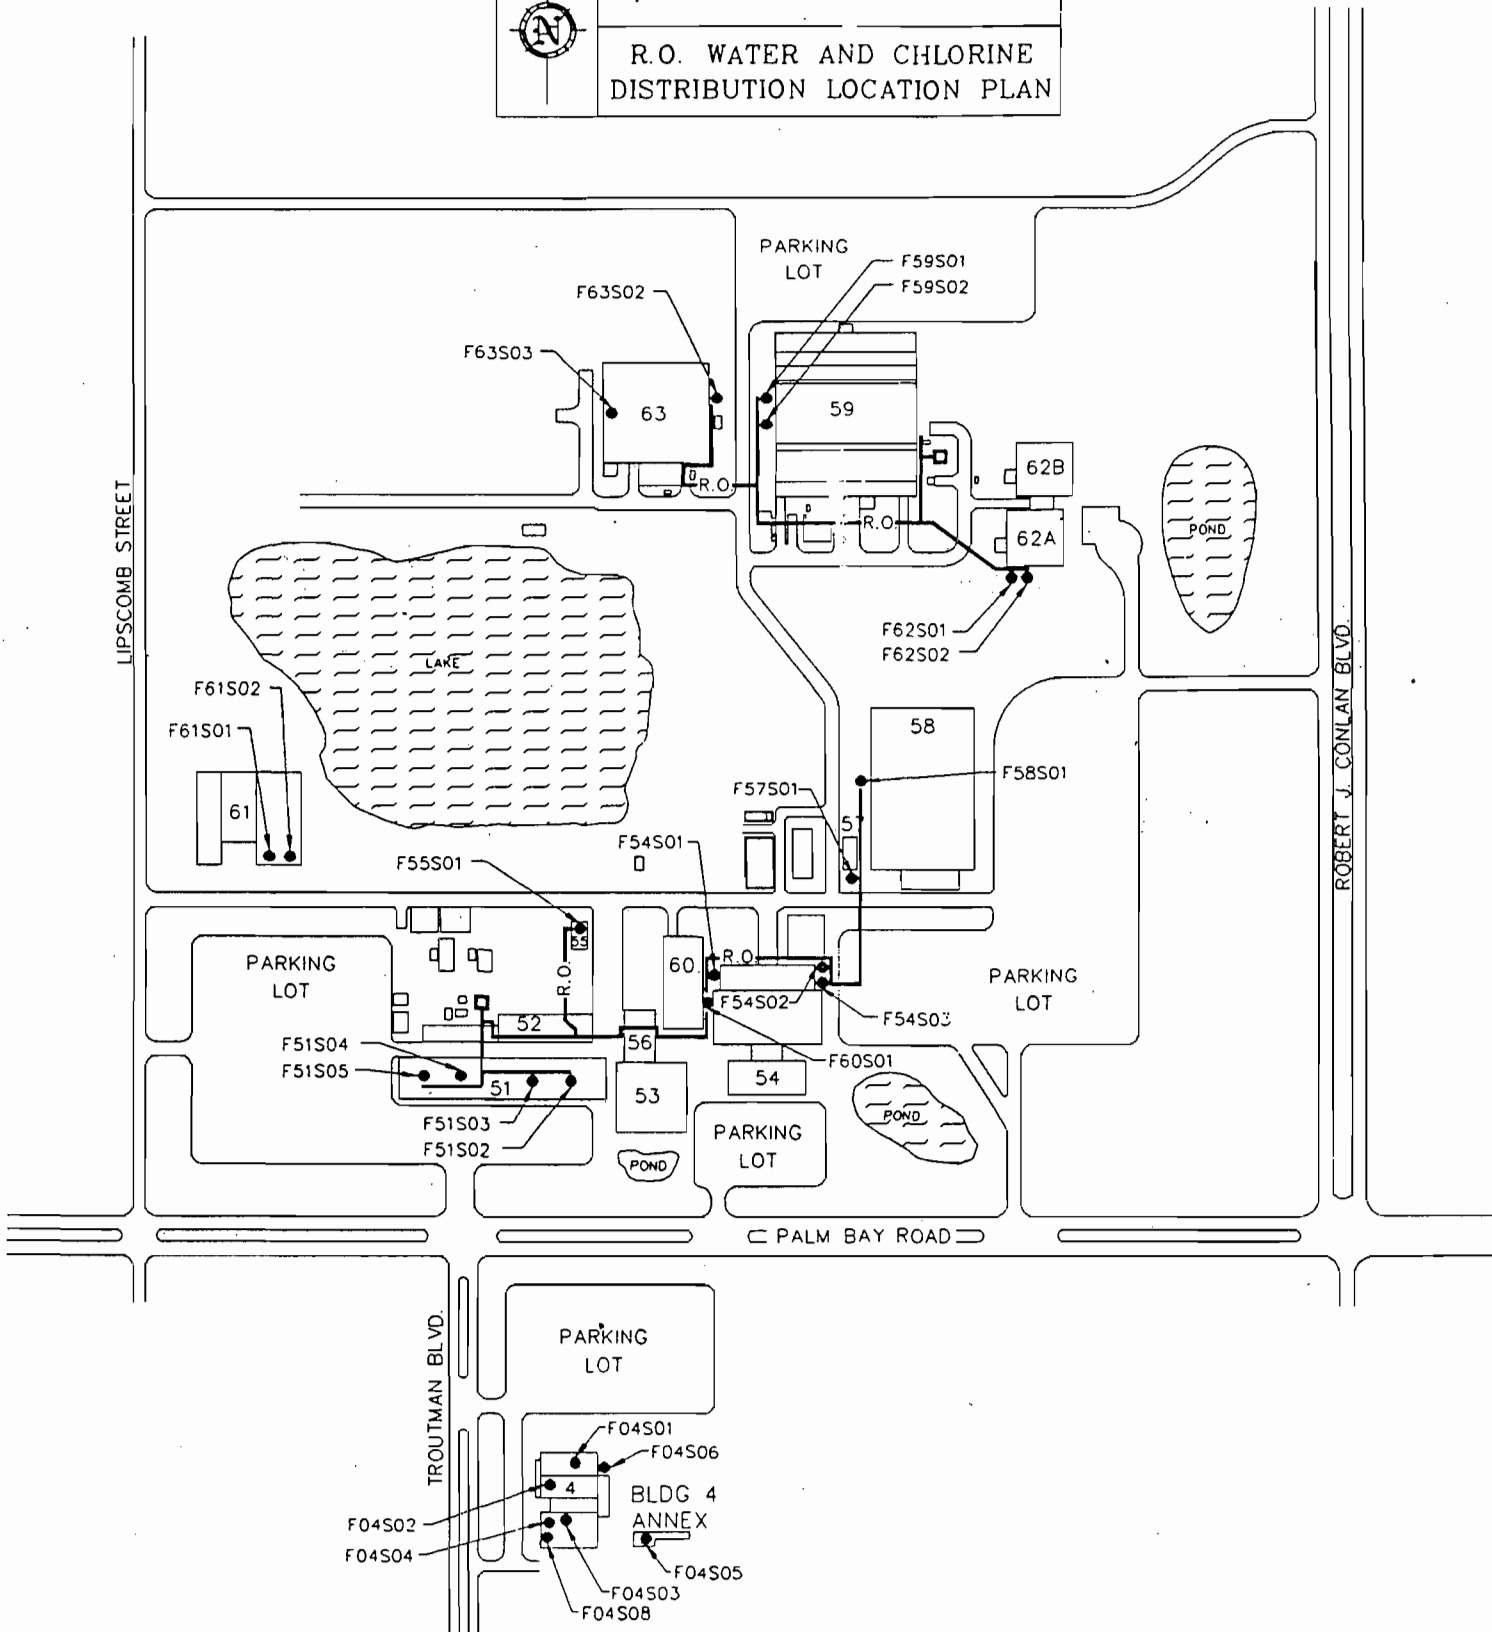 N
R.O. WATER AND CHLORINE
DISTRIBUTION LOCATION PLAN
PARKING
LOT
F59S01
F59S02
F63S02
F63S03
63
59
62B
R.O.
R.O.
62A
POND
LIPSCOMB STREET
F62S01
F62S02
LAKE
ROBERT J. CONLAN BLVD.
F61S02
F61S01
58
F58S01
F57S01
57
61
F54S01
F55S01
55
PARKING
LOT
R.O.
60
R.O.
PARKING
LOT
F54S02
F54S03
52
56
F51S04
F51S05
F60S01
51
53
54
F51S03
F51S02
POND
PARKING
LOT
POND
PALM BAY ROAD
TROUTMAN BLVD.
PARKING
LOT
F04S01
F04S06
4
BLDG 4
ANNEX
F04S02
F04S04
F04S05
F04S03
F04S08